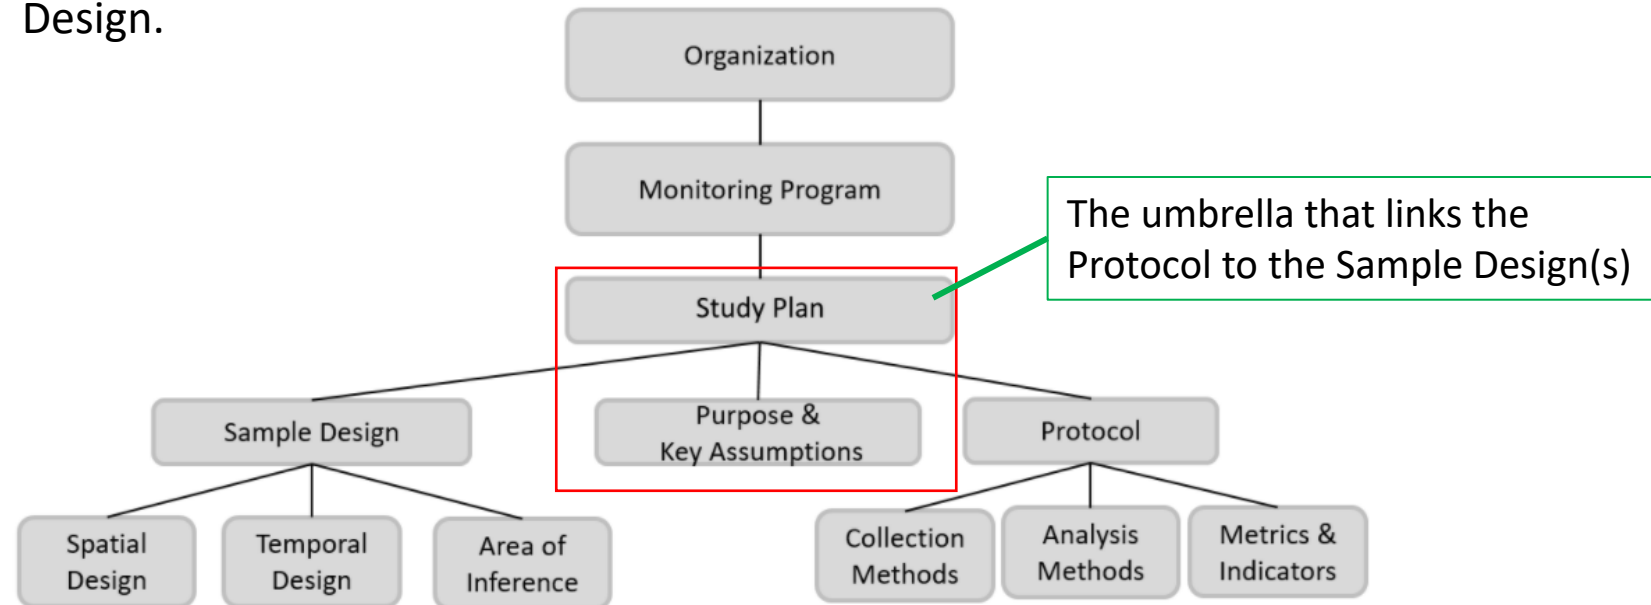 Design.
Organization
Monitoring Program
The umbrella that links the
Protocol to the Sample Design(s)
Study Plan
Sample Design
Purpose &
Key Assumptions
Protocol
Spatial
Design
Temporal
Design
Area of
Inference
Collection
Methods
Analysis
Methods
Metrics &
Indicators